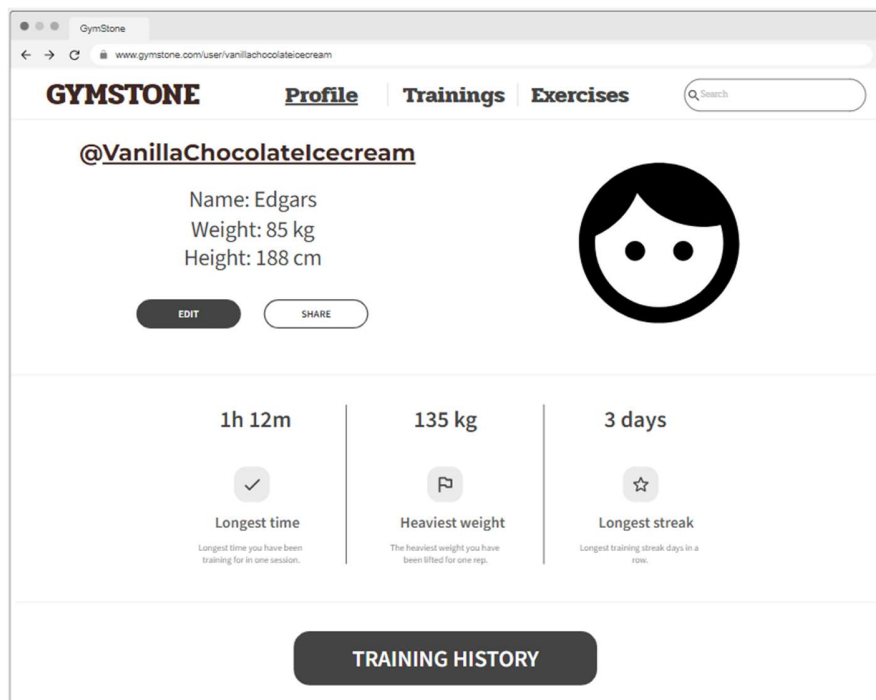 GymStone
www.gymstone.com/user/vanillachocolateicecream
GYMSTONE
Profile
Trainings
Exercises
Search
@VanillaChocolateIcecream
Name: Edgars
Weight: 85 kg
Height: 188 cm
EDIT
SHARE
1h 12m
135 kg
3 days
Longest time
Heaviest weight
Longest streak
Longest time you have been
training for in one session.
The heaviest weight you have
been lifted for one rep.
Longest training streak days in a
row.
TRAINING HISTORY